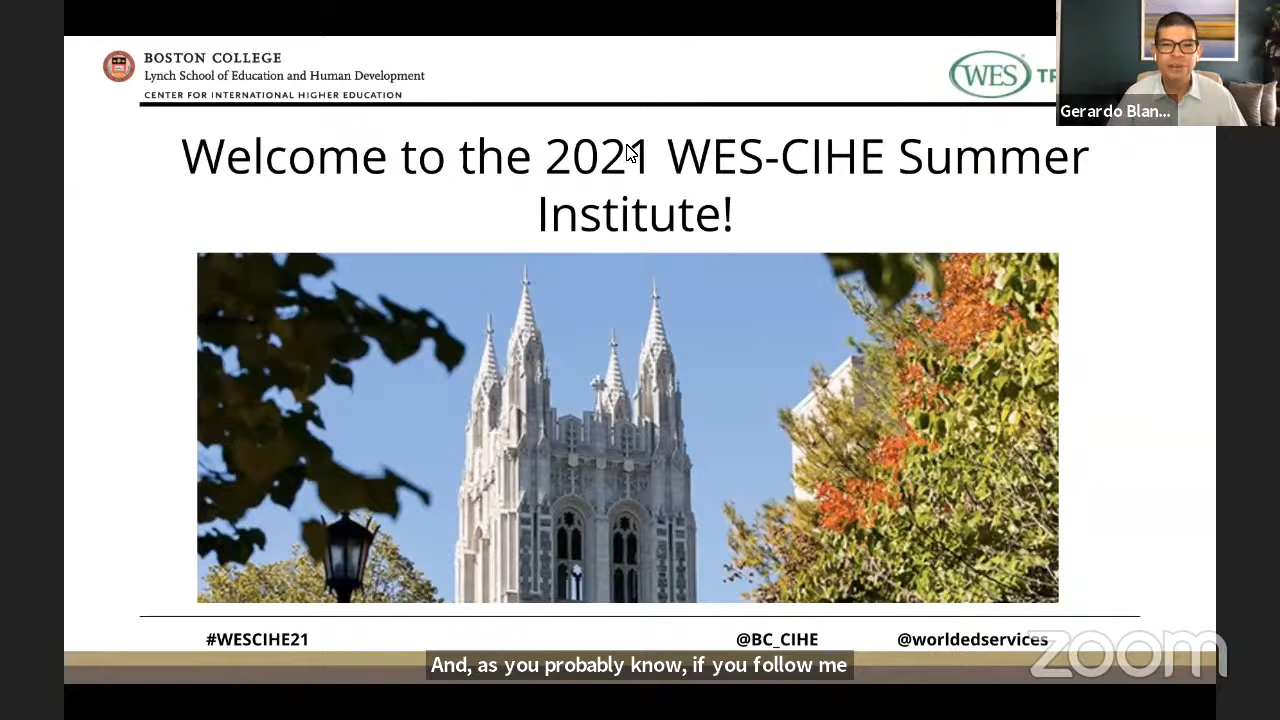 BOSTON COLLEGE
Lynch School of Education and Human Development
CENTER FOR INTERNATIONAL HIGHER EDUCATION
WES TR
Gerardo Blan...
Welcome to the 2021 WES-CIHE Summer
Institute!
#WESCIHE21 @BC_CIHE @worldedservices
zoom
And, as you probably know, if you follow me